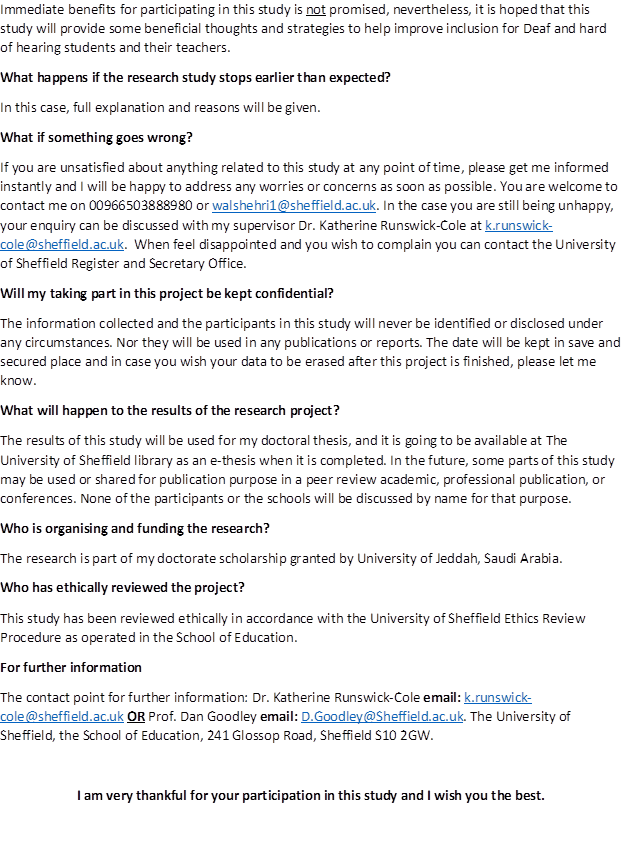 Immediate benefits for participating in this study is not promised, nevertheless, it is hoped that this
study will provide some beneficial thoughts and strategies to help improve inclusion for Deaf and hard
of hearing students and their teachers.
What happens if the research study stops earlier than expected?
In this case, full explanation and reasons will be given.
What if something goes wrong?
If you are unsatisfied about anything related to this study at any point of time, please get me informed
instantly and I will be happy to address any worries or concerns as soon as possible. You are welcome to
contact me on 00966503888980 or walshehri1@sheffield.ac.uk. In the case you are still being unhappy,
your enquiry can be discussed with my supervisor Dr. Katherine Runswick-Cole at k.runswick-
cole@sheffield.ac.uk. When feel disappointed and you wish to complain you can contact the University
of Sheffield Register and Secretary Office.
Will my taking part in this project be kept confidential?
The information collected and the participants in this study will never be identified or disclosed under
any circumstances. Nor they will be used in any publications or reports. The date will be kept in save and
secured place and in case you wish your data to be erased after this project is finished, please let me
know.
What will happen to the results of the research project?
The results of this study will be used for my doctoral thesis, and it is going to be available at The
University of Sheffield library as an e-thesis when it is completed. In the future, some parts of this study
may be used or shared for publication purpose in a peer review academic, professional publication, or
conferences. None of the participants or the schools will be discussed by name for that purpose.
Who is organising and funding the research?
The research is part of my doctorate scholarship granted by University of Jeddah, Saudi Arabia.
Who has ethically reviewed the project?
This study has been reviewed ethically in accordance with the University of Sheffield Ethics Review
Procedure as operated in the School of Education.
For further information
The contact point for further information: Dr. Katherine Runswick-Cole email: k.runswick-
cole@sheffield.ac.uk OR Prof. Dan Goodley email: D.Goodley@Sheffield.ac.uk. The University of
Sheffield, the School of Education, 241 Glossop Road, Sheffield S10 2GW.
I am very thankful for your participation in this study and I wish you the best.